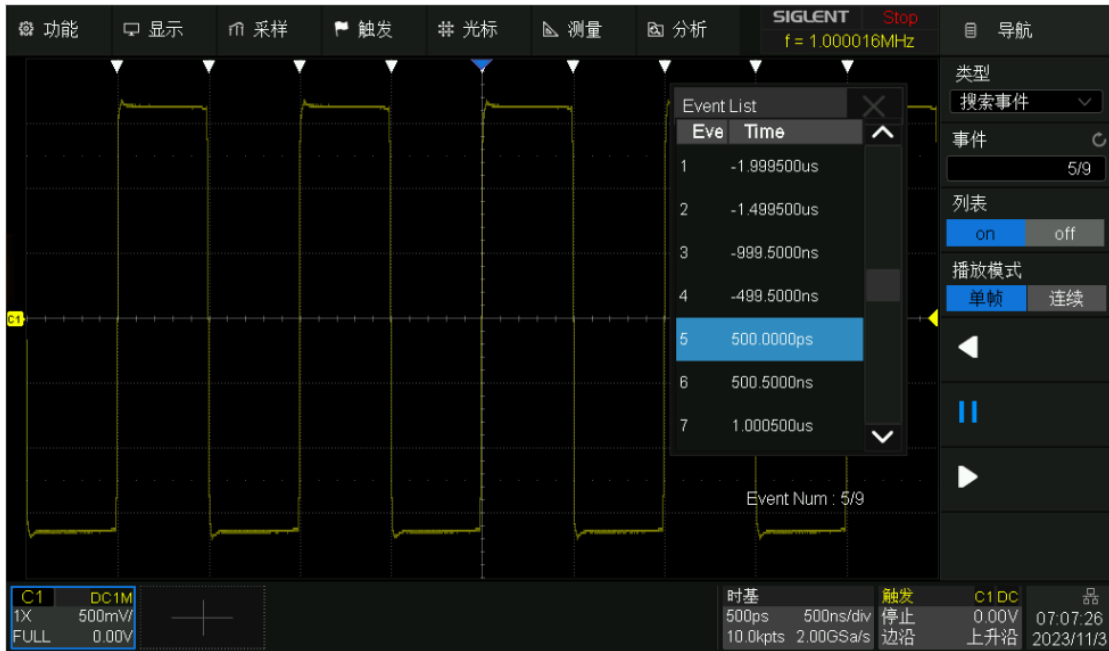 功能 显示 采样 触发 光标 测量 分析 SIGLENT Stop 导航
f = 1.000016MHz
类型
搜索事件
事件
5/9
列表
on off
播放模式
单帧 连续
Event List
Eve Time
1 -1.999500us
2 -1.499500us
3 -999.5000ns
4 -499.5000ns
5 500.0000ps
6 500.5000ns
7 1.000500us
Event Num : 5/9
C1
C1 DC1M
1X 500mV/
FULL 0.00V
时基
500ps 500ns/div
10.0kpts 2.00GSa/s
触发 C1 DC
停止 0.00V
边沿 上升沿
07:07:26
2023/11/3